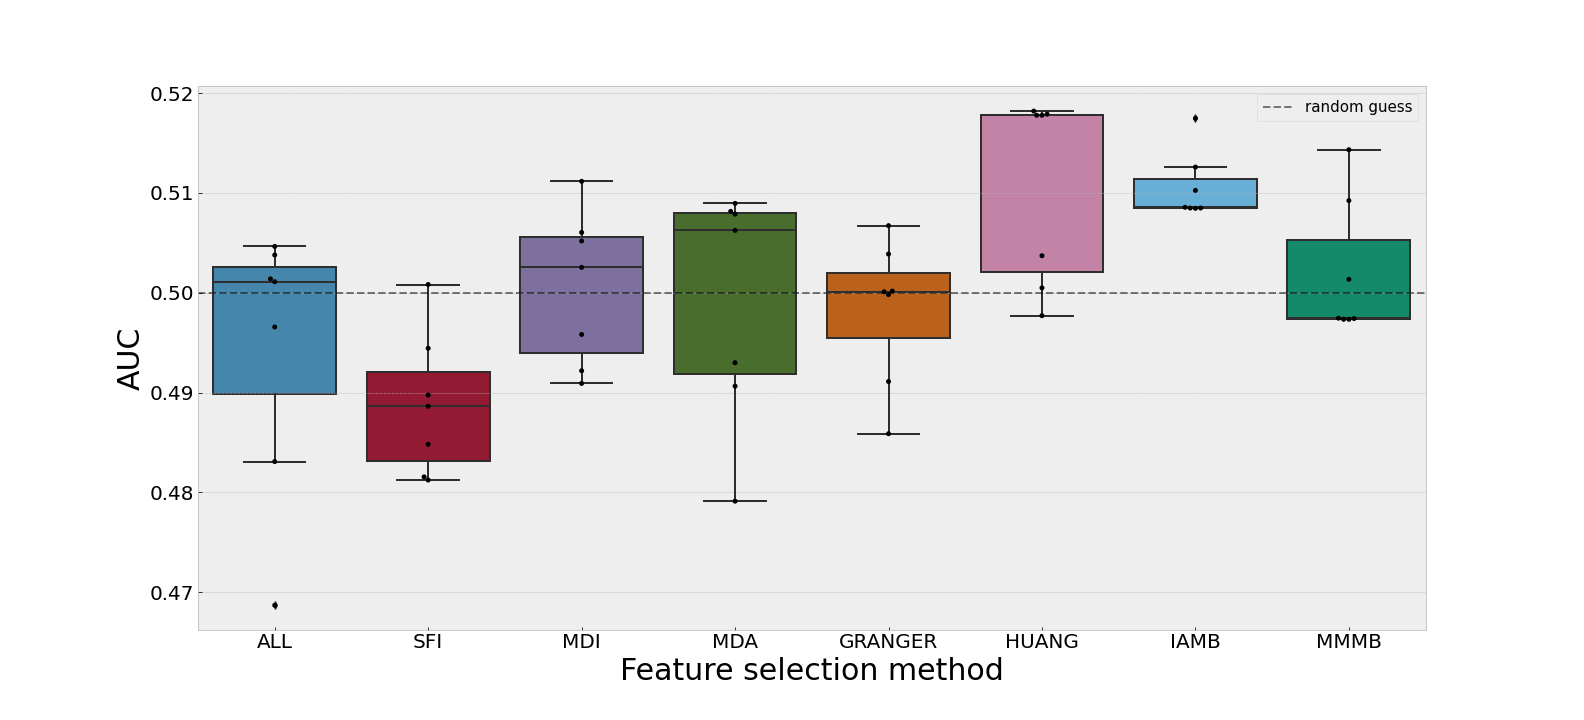 0.52
0.51
0.50
0.49
0.48
0.47
AUC
random guess
ALL SFI MDI MDA GRANGER HUANG IAMB MMMB
Feature selection method